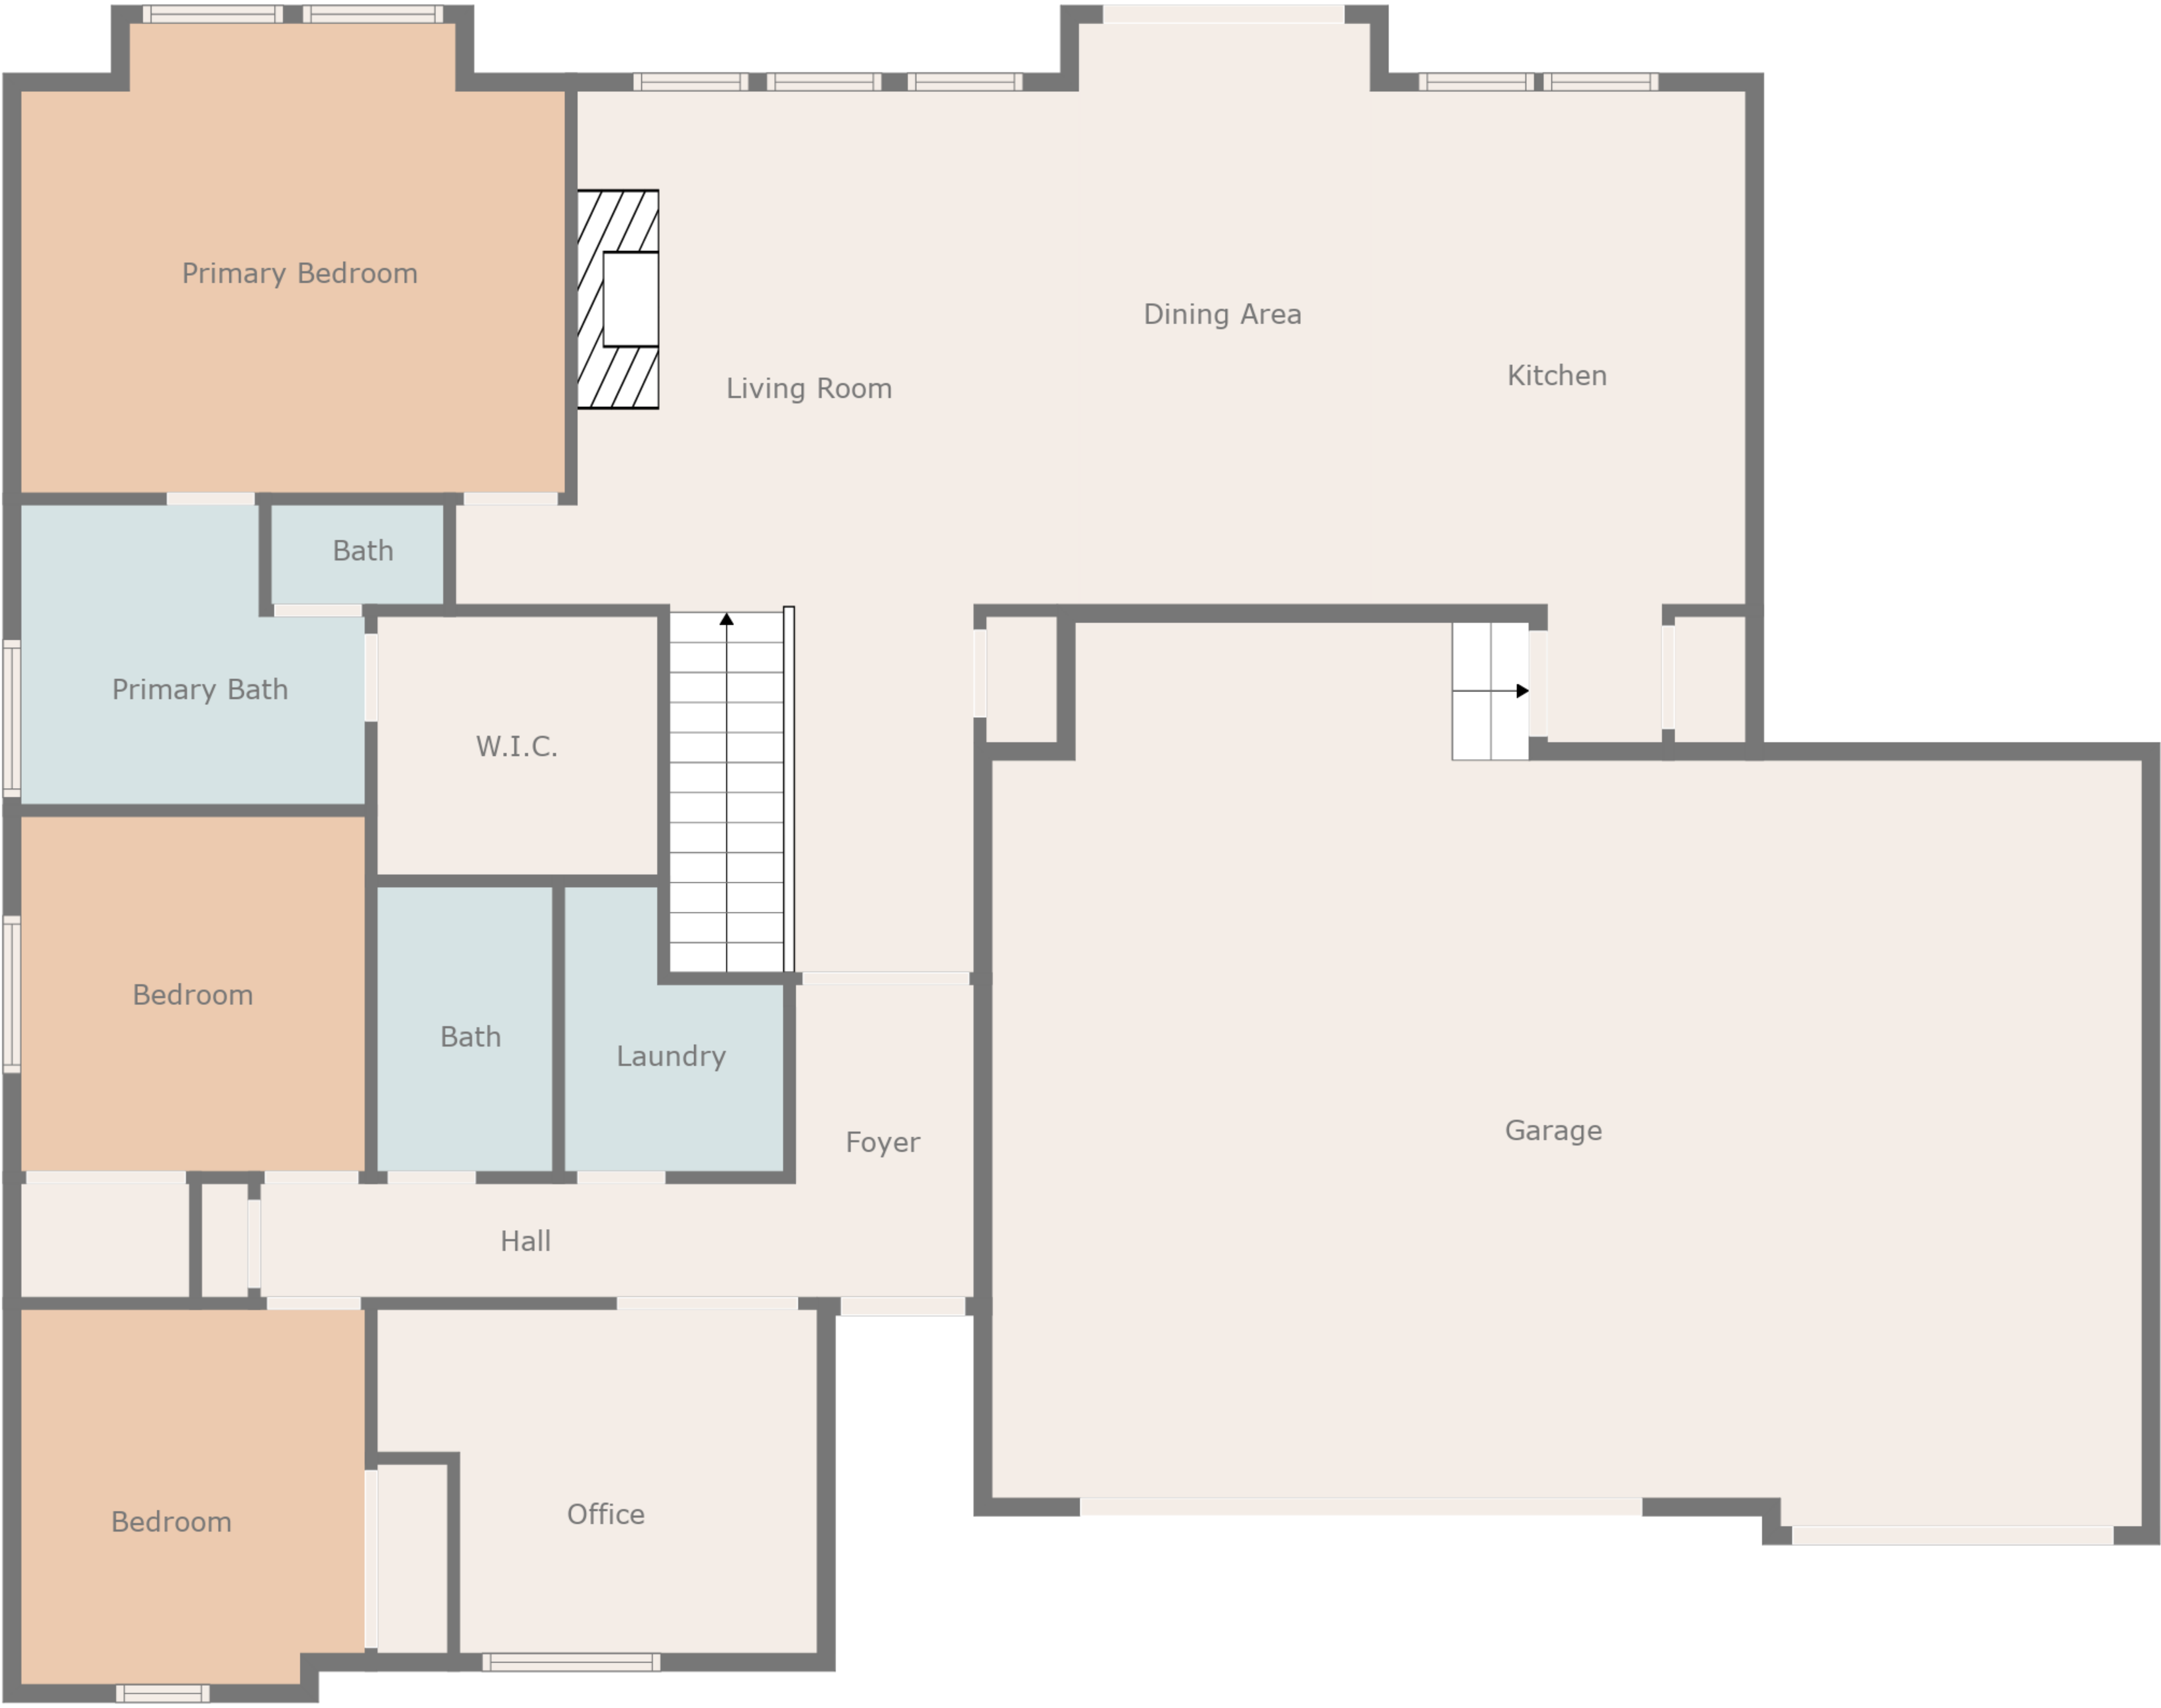 Primary Bedroom
Dining Area
Kitchen
Living Room
Bath
Primary Bath
W.I.C.
Bedroom
Bath
Laundry
Foyer
Garage
Hall
Office
Bedroom